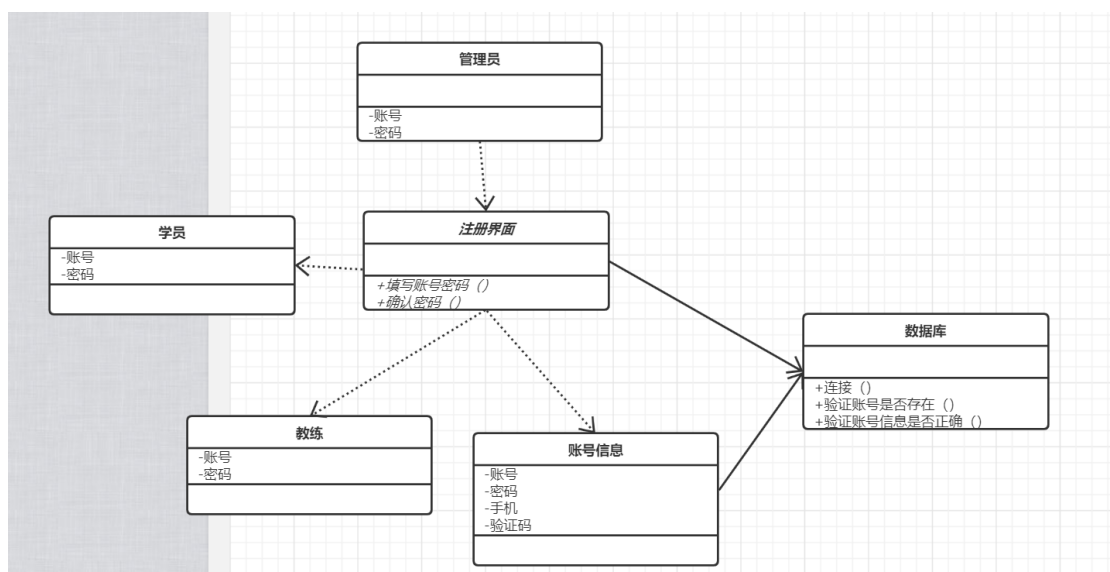 管理员
-账号
-密码
学员
-账号
-密码
注册界面
+填写账号密码（）
+确认密码（）
数据库
+连接（）
+验证账号是否存在（）
+验证账号信息是否正确（）
教练
-账号
-密码
账号信息
-账号
-密码
-手机
-验证码